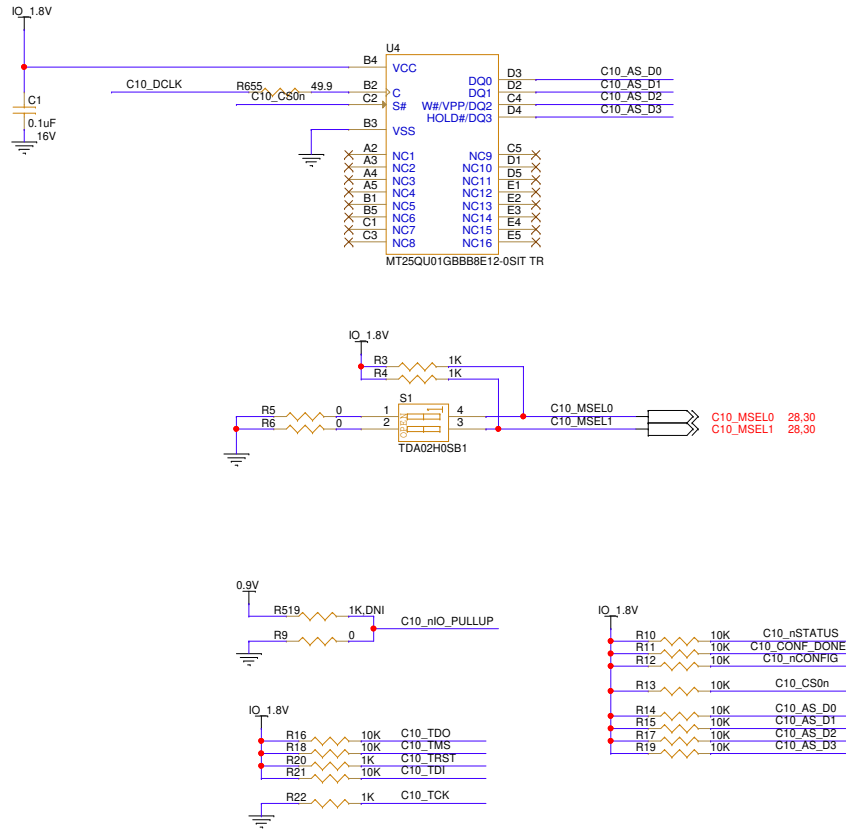 IO_1.8V
C1
0.1uF
16V
U4
B4 VCC
C10_DCLK R655 49.9 B2 C
C10_CS0n C2 S#
B3 VSS
DQ0 D3 C10_AS_D0
DQ1 D2 C10_AS_D1
W#/VPP/DQ2 C4 C10_AS_D2
HOLD#/DQ3 D4 C10_AS_D3
A2 NC1 NC9 C5
A3 NC2 NC10 D1
A4 NC3 NC11 D5
A5 NC4 NC12 E1
B1 NC5 NC13 E2
B5 NC6 NC14 E3
C1 NC7 NC15 E4
C3 NC8 NC16 E5
MT25QU01GBBB8E12-0SIT TR
IO_1.8V
R3 1K
R4 1K
S1
R5 0 1 4 C10_MSEL0 C10_MSEL0 28,30
R6 0 2 3 C10_MSEL1 C10_MSEL1 28,30
OPEN
1
TDA02H0SB1
0.9V
R519 1K,DNI
C10_nIO_PULLUP
R9 0
IO_1.8V
R10 10K C10_nSTATUS
R11 10K C10_CONF_DONE
R12 10K C10_nCONFIG
R13 10K C10_CS0n
R14 10K C10_AS_D0
R15 10K C10_AS_D1
R17 10K C10_AS_D2
R19 10K C10_AS_D3
IO_1.8V
R16 10K C10_TDO
R18 10K C10_TMS
R20 1K C10_TRST
R21 10K C10_TDI
R22 1K C10_TCK